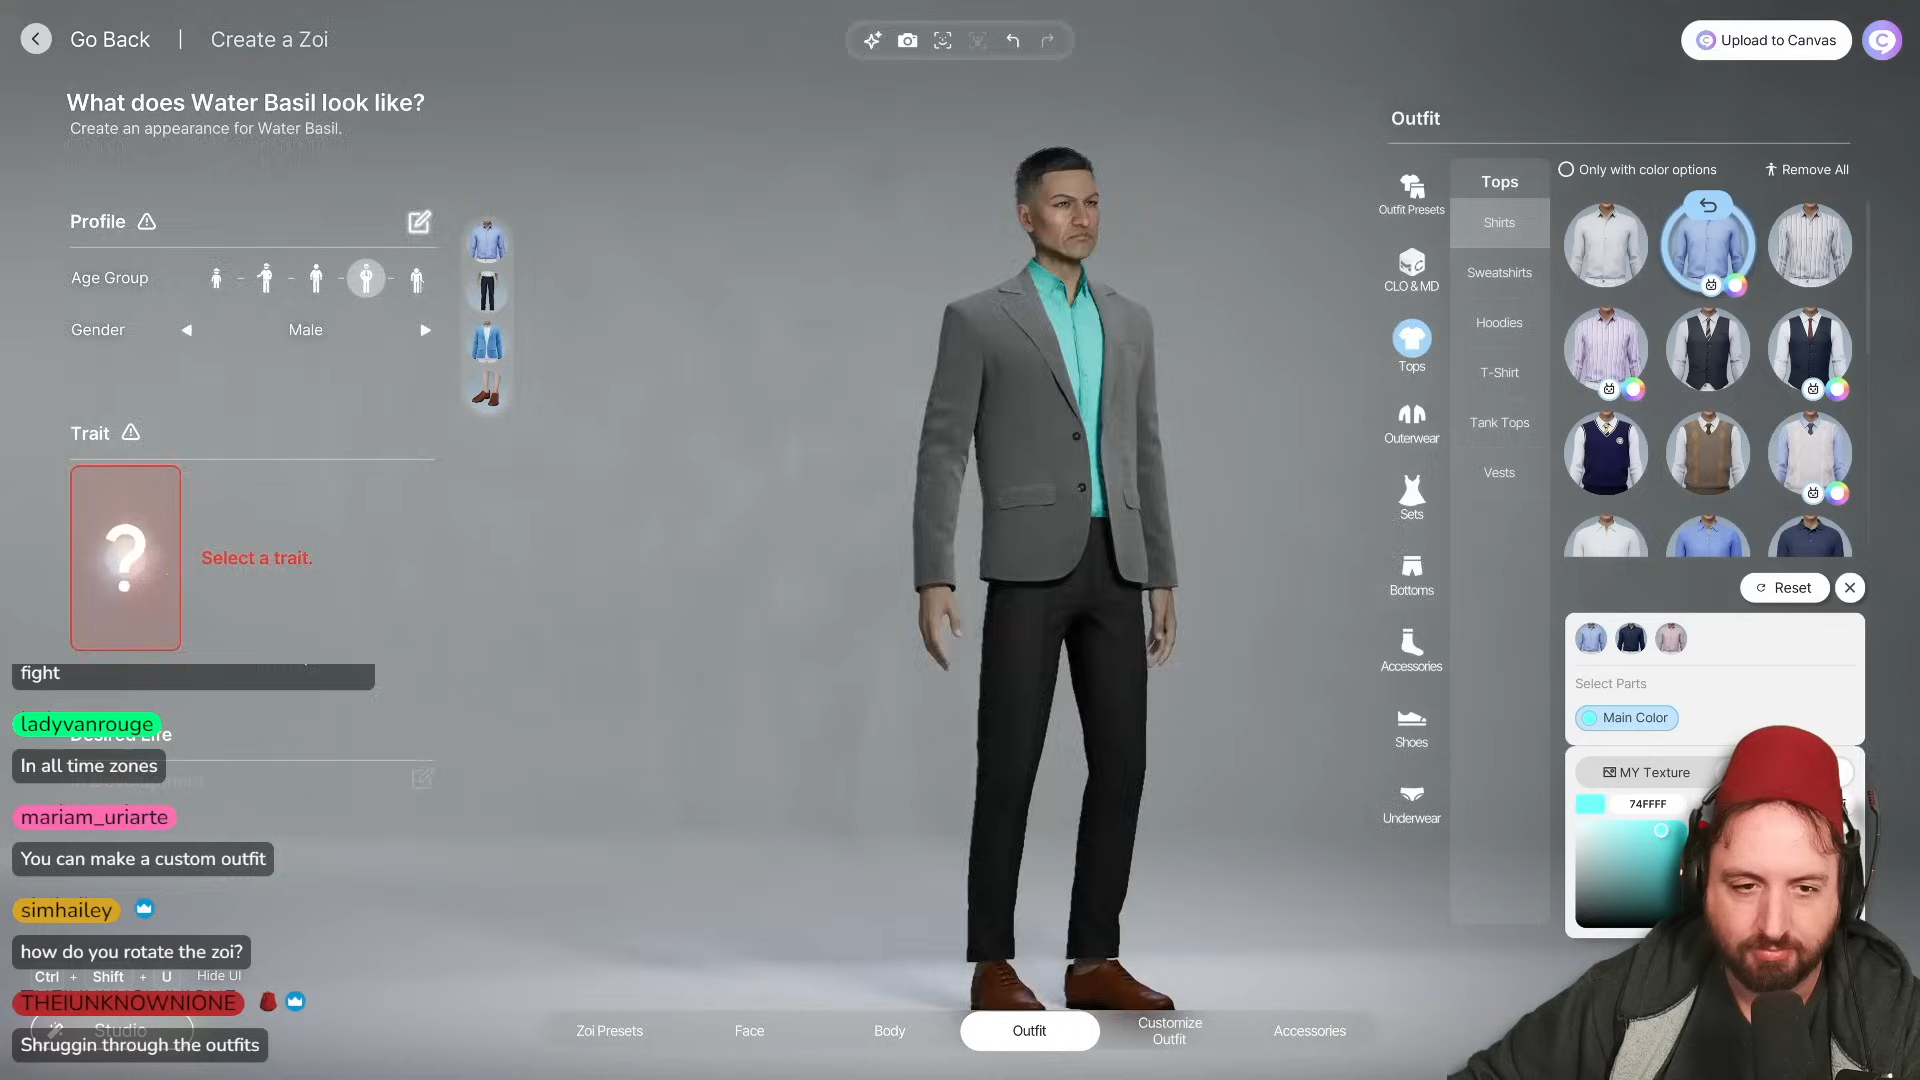 Go Back | Create a Zoi
Upload to Canvas
What does Water Basil look like?
Create an appearance for Water Basil.
Profile
Age Group
Gender
Male
Trait
Select a trait.
fight
ladyvanrouge
Desired Life
In all time zones
mariam_uriarte
You can make a custom outfit
simhailey
how do you rotate the zoi?
Ctrl + Shift + U Hide UI
THEIUNKNOWNIONE
Studio
Shruggin through the outfits
Zoi Presets
Face
Body
Outfit
Customize
Outfit
Accessories
Outfit
Outfit Presets
CLO & MD
Tops
Outerwear
Sets
Bottoms
Accessories
Shoes
Underwear
Tops
Shirts
Sweatshirts
Hoodies
T-Shirt
Tank Tops
Vests
Only with color options
Remove All
Reset
Select Parts
Main Color
MY Texture
74FFFF